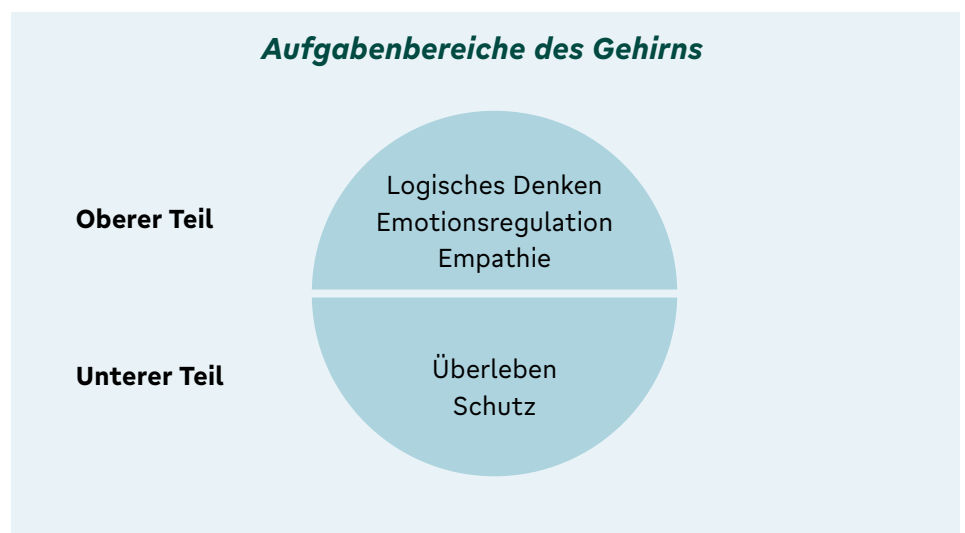 Aufgabenbereiche des Gehirns
Oberer Teil
Logisches Denken
Emotionsregulation
Empathie
Unterer Teil
Überleben
Schutz